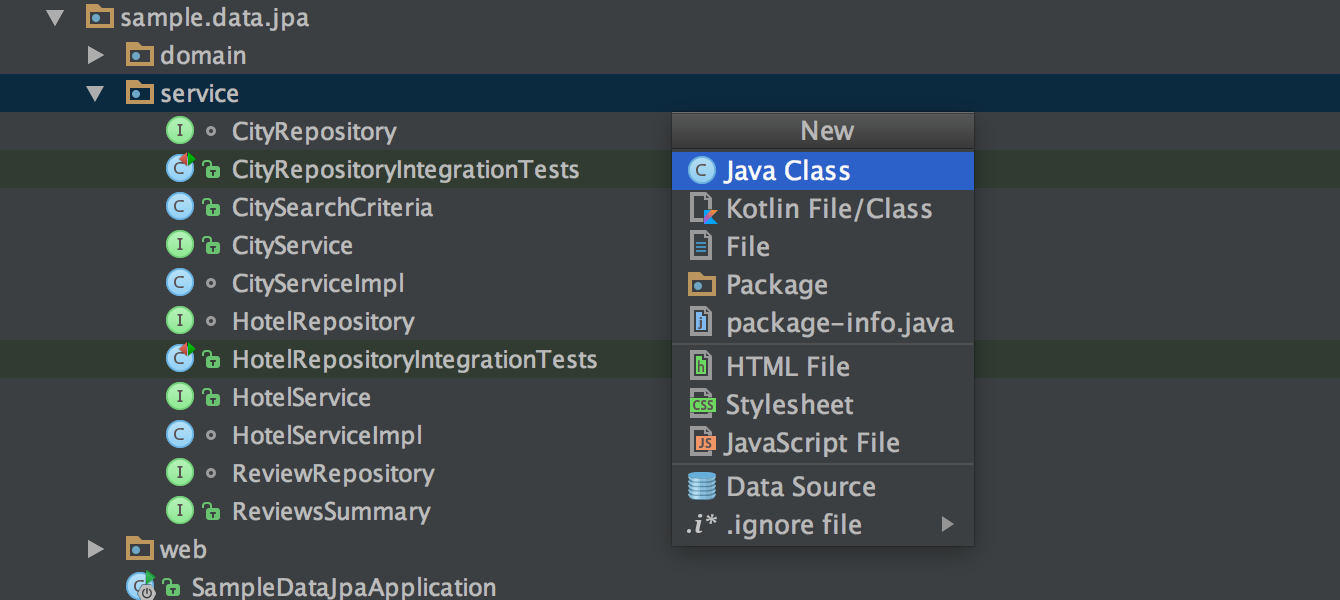 sample.data.jpa
domain
service
CityRepository
CityRepositoryIntegrationTests
CitySearchCriteria
CityService
CityServiceImpl
HotelRepository
HotelRepositoryIntegrationTests
HotelService
HotelServiceImpl
ReviewRepository
ReviewsSummary
web
SampleDataJpaApplication
New
Java Class
Kotlin File/Class
File
Package
package-info.java
HTML File
Stylesheet
JavaScript File
Data Source
.i* .ignore file